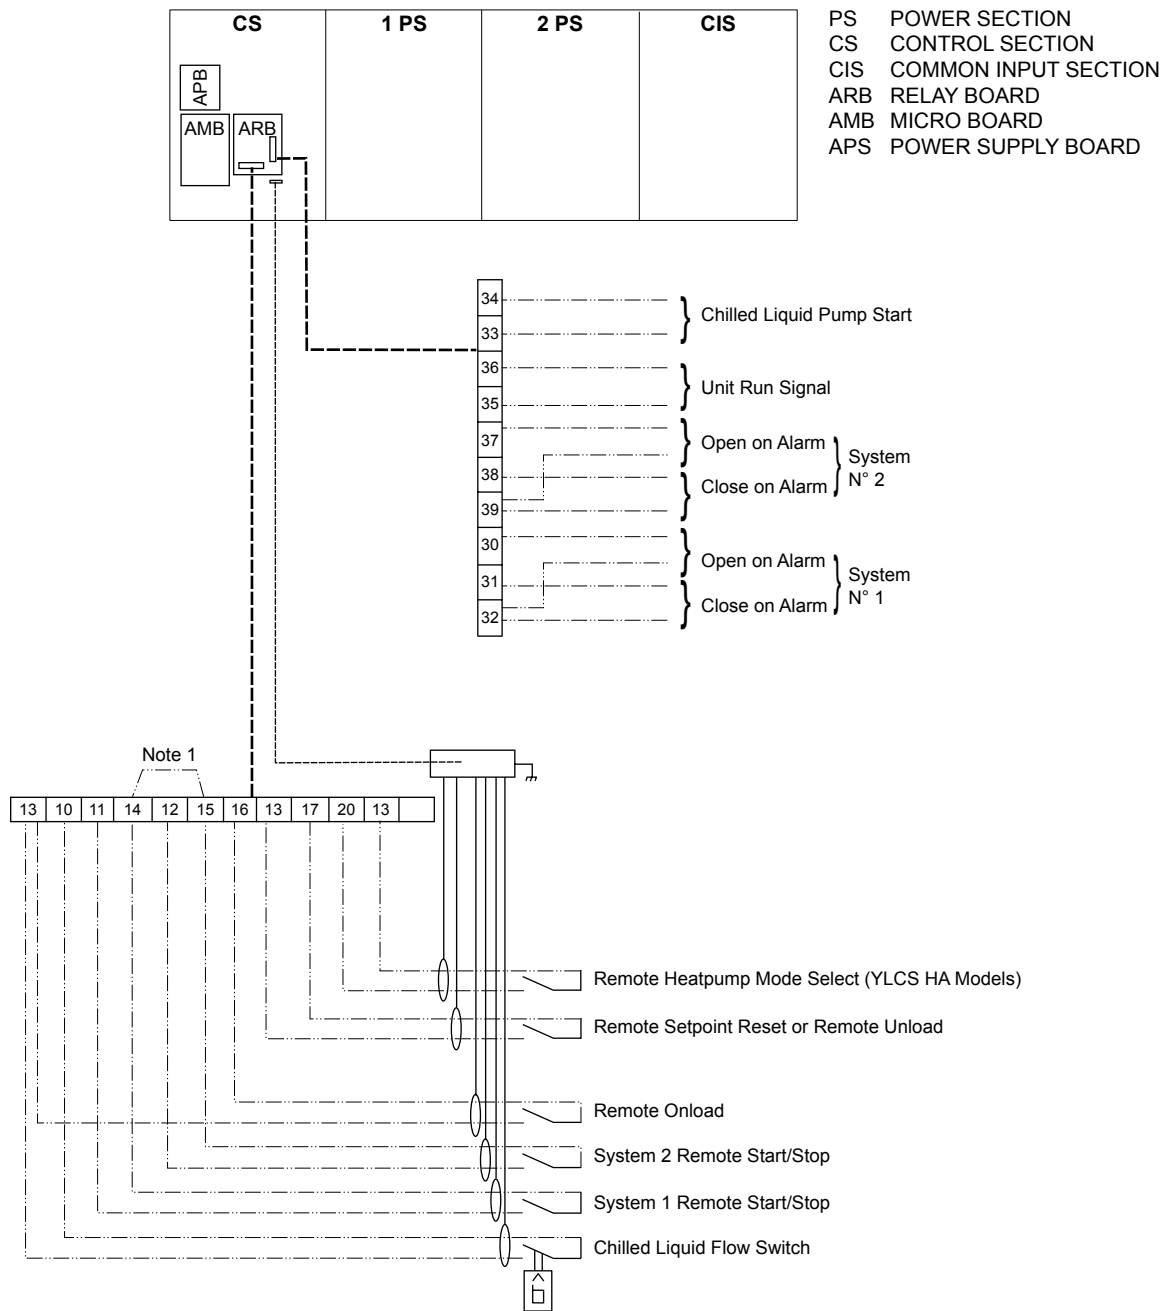 CS 1 PS 2 PS CIS
APB
AMB ARB
PS POWER SECTION
CS CONTROL SECTION
CIS COMMON INPUT SECTION
ARB RELAY BOARD
AMB MICRO BOARD
APS POWER SUPPLY BOARD
34
33
Chilled Liquid Pump Start
36
35
Unit Run Signal
37
38
39
Open on Alarm
Close on Alarm
System
N° 2
30
31
32
Open on Alarm
Close on Alarm
System
N° 1
Note 1
13 10 11 14 12 15 16 13 17 20 13
Remote Heatpump Mode Select (YLCS HA Models)
Remote Setpoint Reset or Remote Unload
Remote Onload
System 2 Remote Start/Stop
System 1 Remote Start/Stop
Chilled Liquid Flow Switch